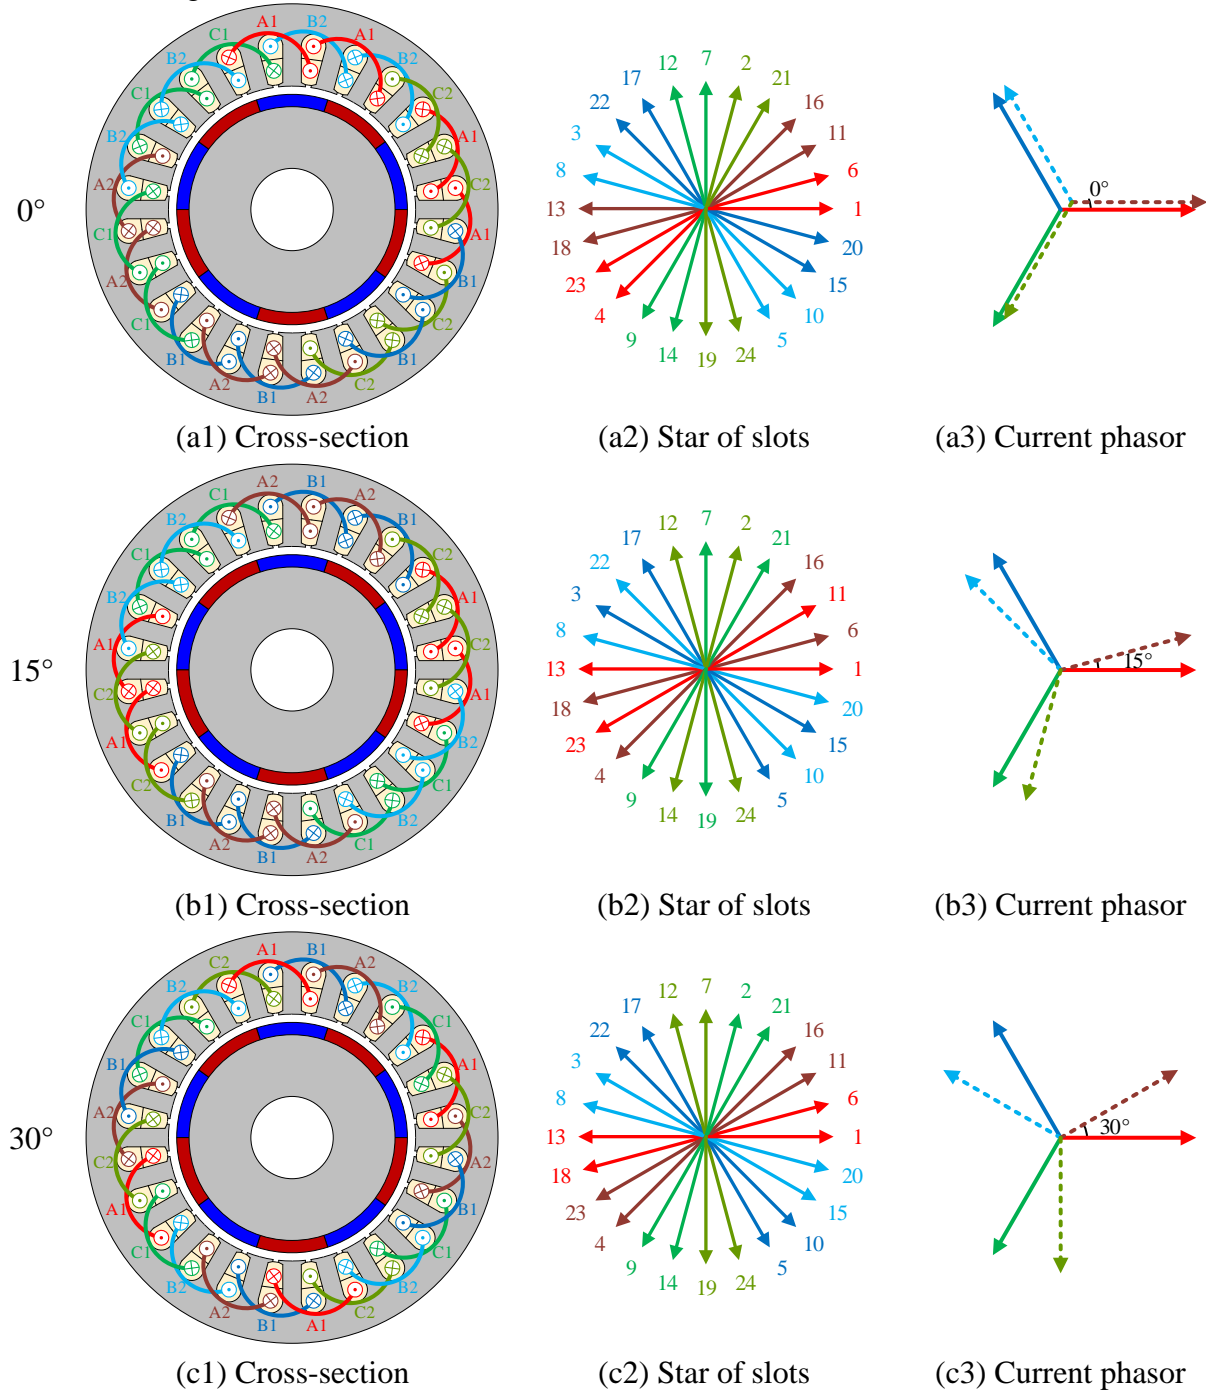 A1 B2
C1 A1
B2 B2
C1 C2
B2 A1
A2 C2
C1 A1
A2 B1
C1 C2
B1 B1
A2 C2
B1 A2
0°
7
12 2
17 21
22 16
3 11
8 6
13 1
18 20
23 15
4 10
9 5
14 24
19
0°
(a1) Cross-section (a2) Star of slots (a3) Current phasor
A2 B1
C1 A2
B2 B1
C1 C2
B2 A1
A1 C2
C2 A1
A1 B2
C2 C1
B1 B2
A2 C1
B1 A2
15°
7
12 2
17 21
22 16
3 11
8 6
13 1
18 20
23 15
4 10
9 5
14 24
19
15°
(b1) Cross-section (b2) Star of slots (b3) Current phasor
A1 B1
C2 A2
B2 B2
C1 C1
B1 A1
A2 C2
C2 A2
A1 B1
C1 C1
B2 B2
A2 C2
B1 A1
30°
7
12 2
17 21
22 16
3 11
8 6
13 1
18 20
23 15
4 10
9 5
14 24
19
30°
(c1) Cross-section (c2) Star of slots (c3) Current phasor